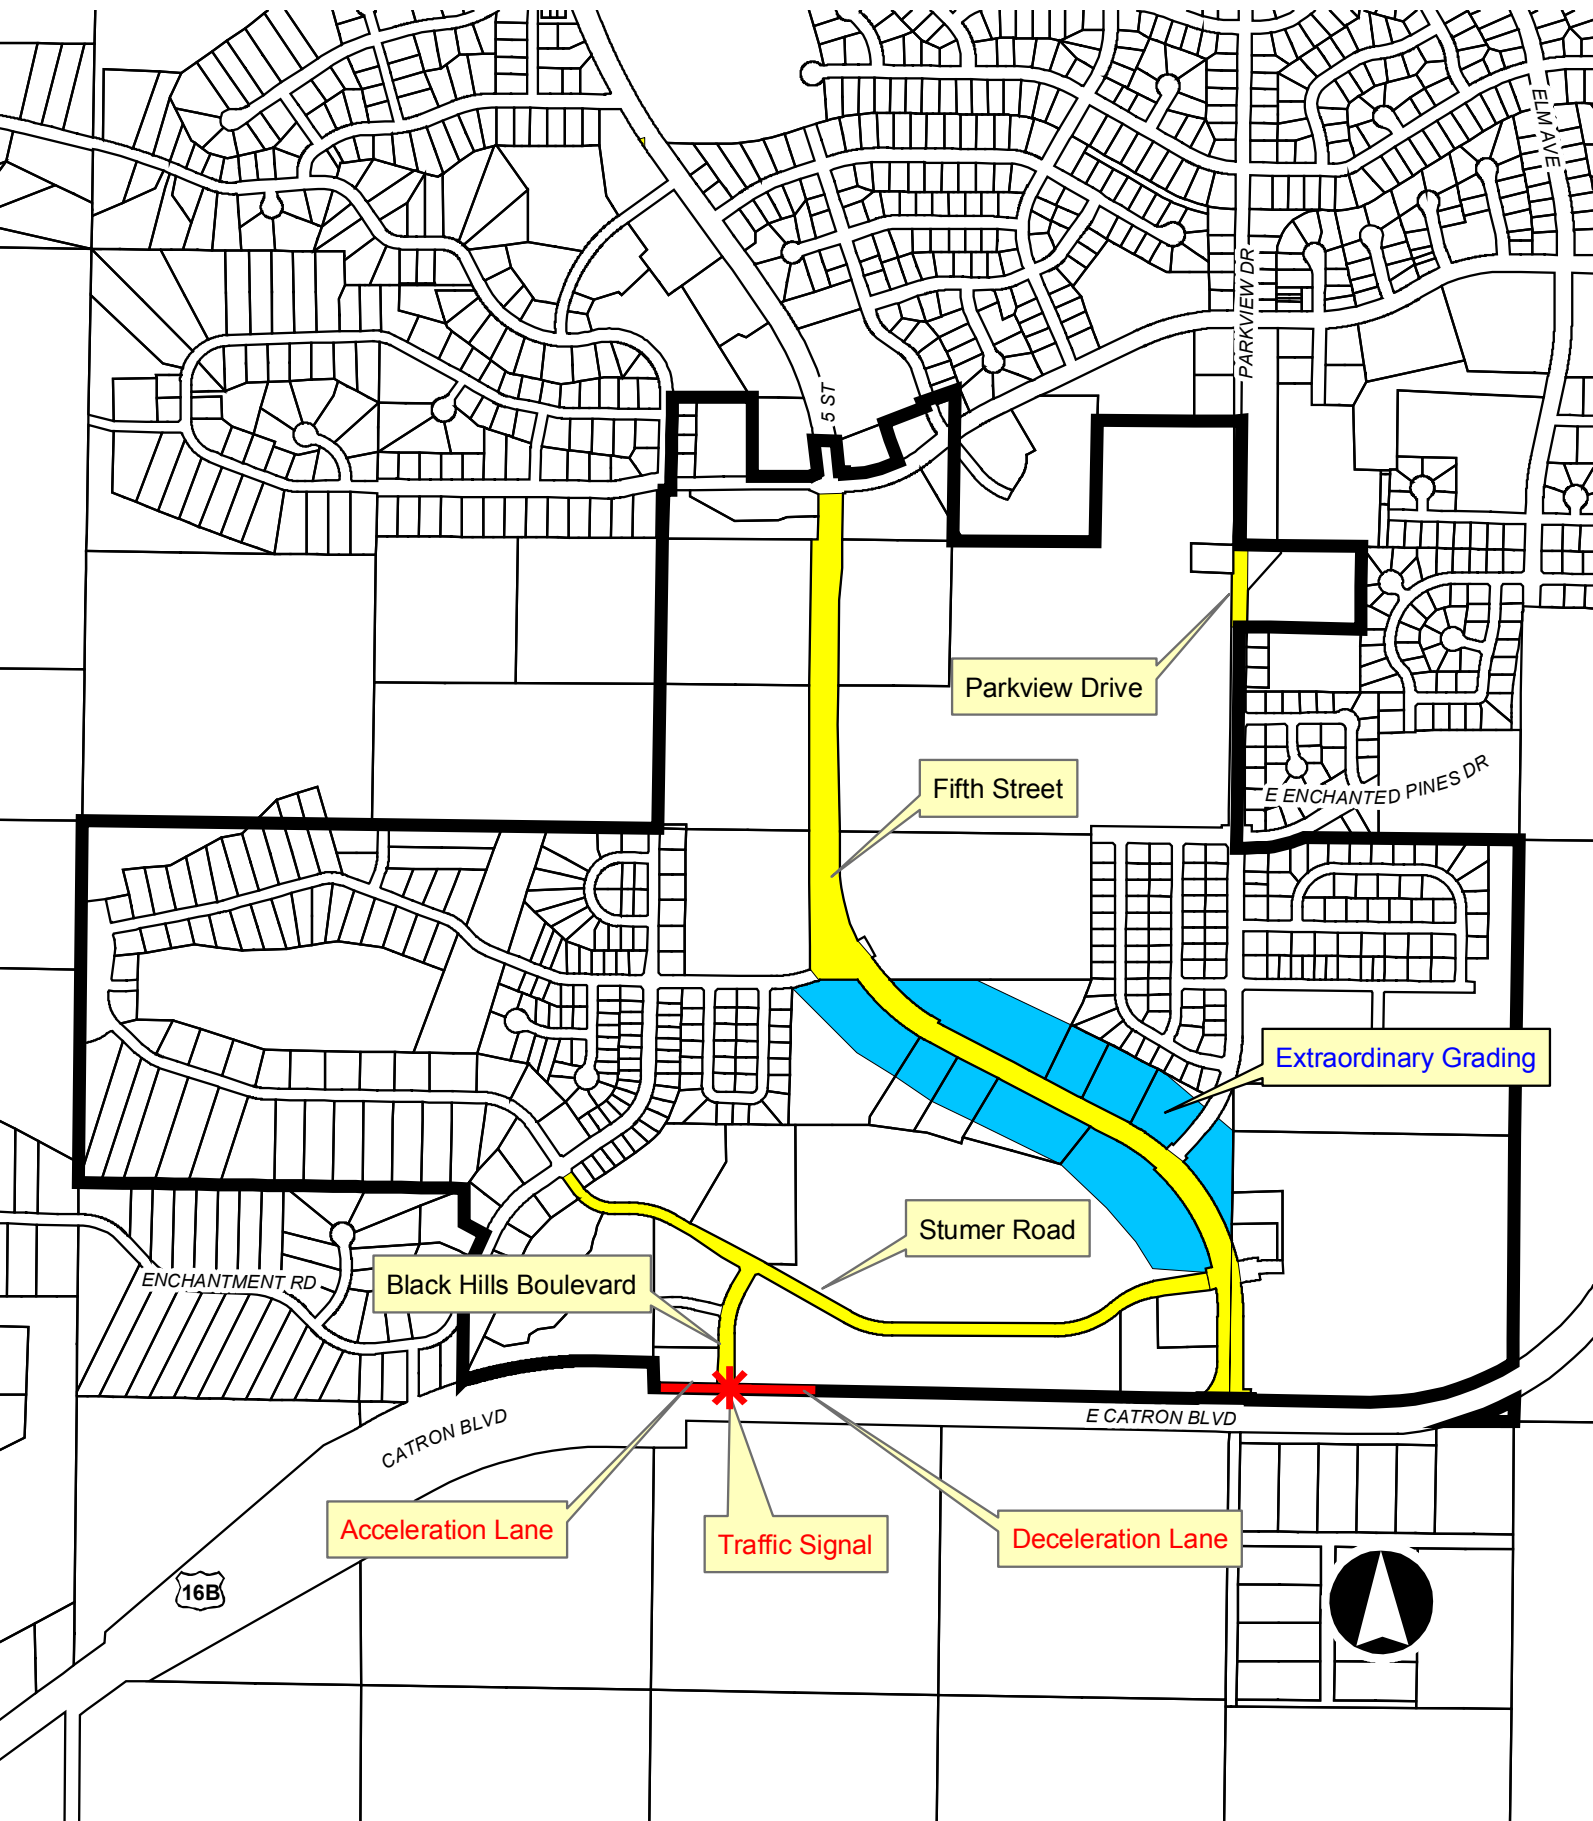 ELM AVE
PARKVIEW DR
5 ST
Parkview Drive
Fifth Street
E ENCHANTED PINES DR
Extraordinary Grading
Stumer Road
Black Hills Boulevard
ENCHANTMENT RD
E CATRON BLVD
CATRON BLVD
Acceleration Lane
Traffic Signal
Deceleration Lane
16B